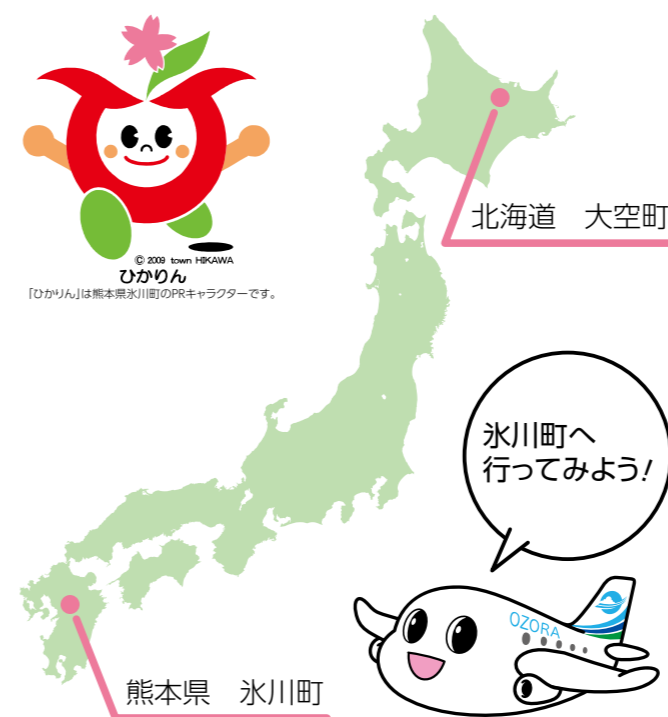 © 2009 town HIKAWA
ひかりん
「ひかりん」は熊本県氷川町のPRキャラクターです。
北海道　大空町
氷川町へ
行ってみよう!
OZORA
熊本県　氷川町